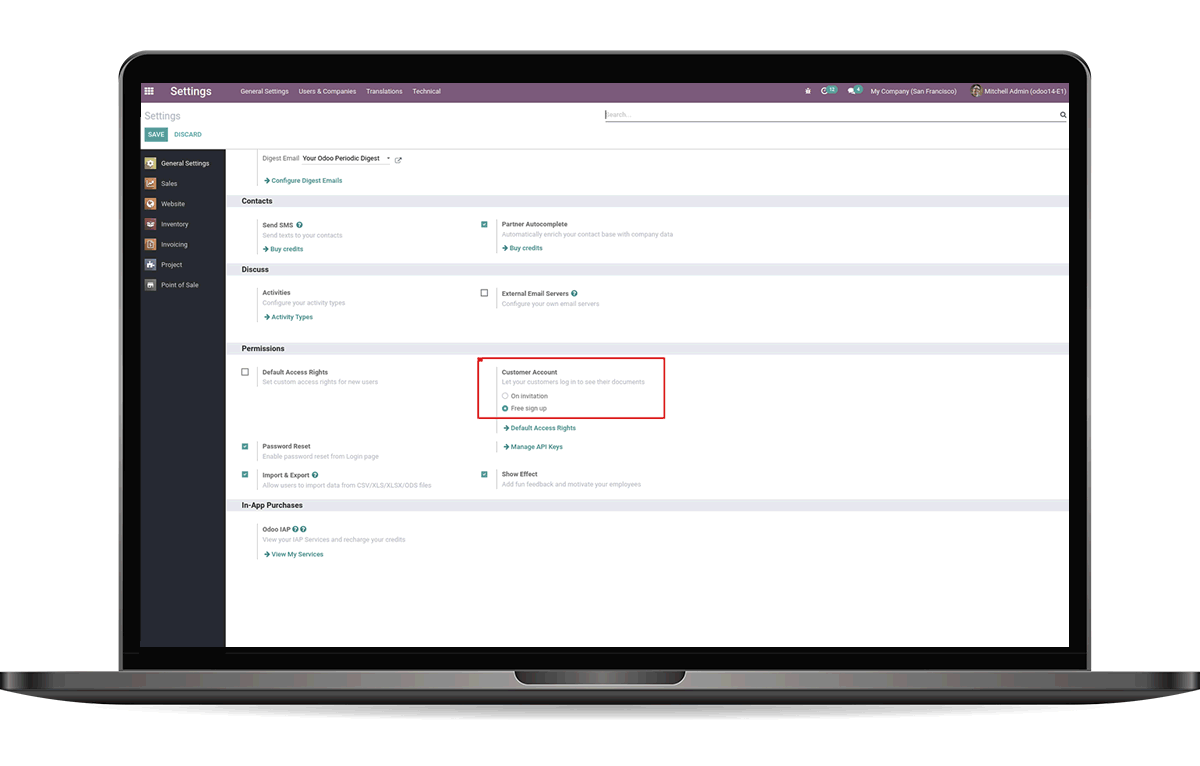 Settings
General Settings
Users & Companies
Translations
Technical
12
4
My Company (San Francisco)
Mitchell Admin (odoo14-E1)
Settings
Search...
SAVE
DISCARD
General Settings
Sales
Website
Inventory
Invoicing
Project
Point of Sale
Digest Email Your Odoo Periodic Digest
Configure Digest Emails
Contacts
Send SMS
Send texts to your contacts
Buy credits
Partner Autocomplete
Automatically enrich your contact base with company data
Buy credits
Discuss
Activities
Configure your activity types
Activity Types
External Email Servers
Configure your own email servers
Permissions
Default Access Rights
Set custom access rights for new users
Customer Account
Let your customers log in to see their documents
On invitation
Free sign up
Default Access Rights
Password Reset
Enable password reset from Login page
Manage API Keys
Import & Export
Allow users to import data from CSV/XLS/XLSX/ODS files
Show Effect
Add fun feedback and motivate your employees
In-App Purchases
Odoo IAP
View your IAP Services and recharge your credits
View My Services